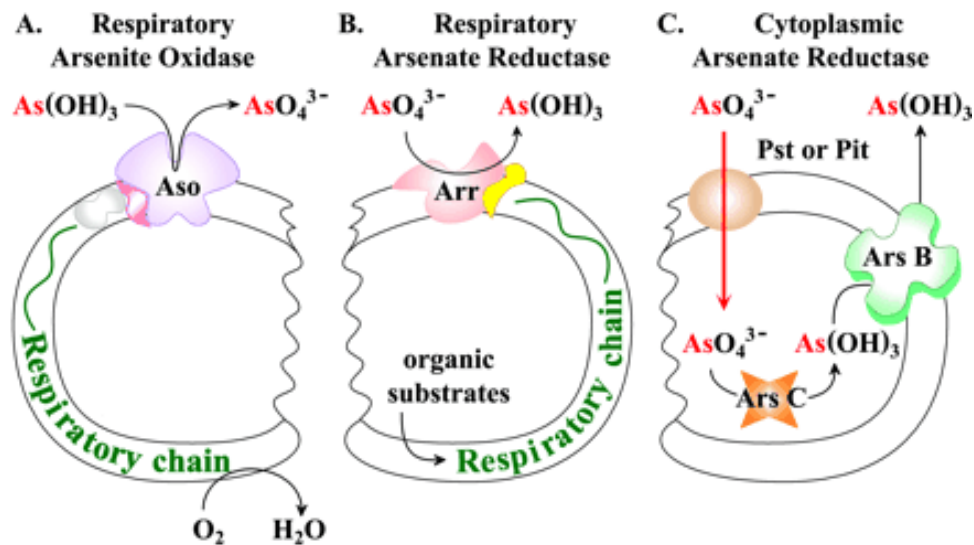 A. Respiratory
Arsenite Oxidase
As(OH)₃ AsO₄³⁻
Aso
Respiratory chain
O₂ H₂O
B. Respiratory
Arsenate Reductase
AsO₄³⁻ As(OH)₃
Arr
organic
substrates
Respiratory chain
C. Cytoplasmic
Arsenate Reductase
AsO₄³⁻ As(OH)₃
Pst or Pit
Ars B
AsO₄³⁻ As(OH)₃
Ars C